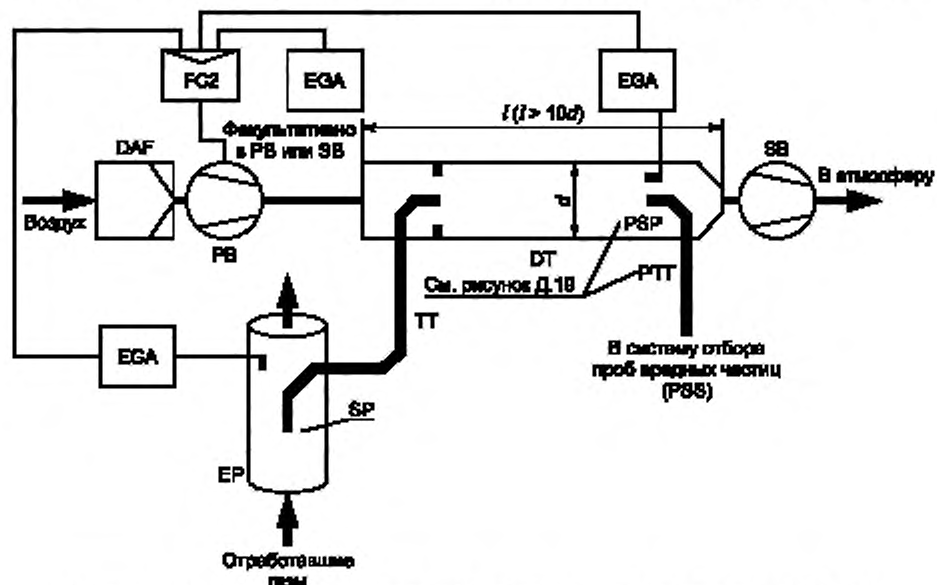 FC2
EGA
EGA
l (l > 10d)
Факультативно
в PB или SB
DAF
SB
В атмосферу
Воздух
PB
d
PSP
DT
См. рисунок Д.19
PTT
TT
EGA
В систему отбора
проб вредных частиц
(PSS)
SP
EP
Отработавшие
газы